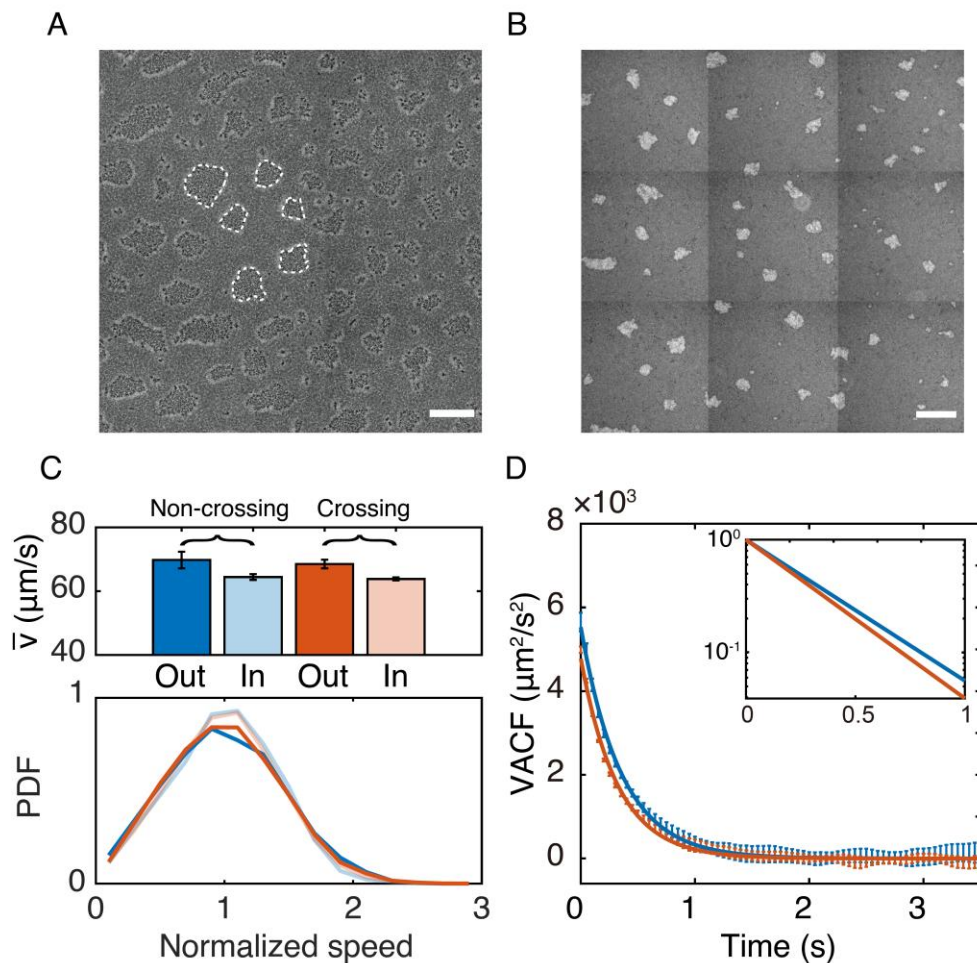 A
B
C
Non-crossing
Crossing
80
60
40
v̅ (µm/s)
Out
In
Out
In
1
0
PDF
0
1
2
3
Normalized speed
D
×10³
8
6
4
2
0
VACF (µm²/s²)
10⁰
10⁻¹
0
0.5
1
0
1
2
3
Time (s)